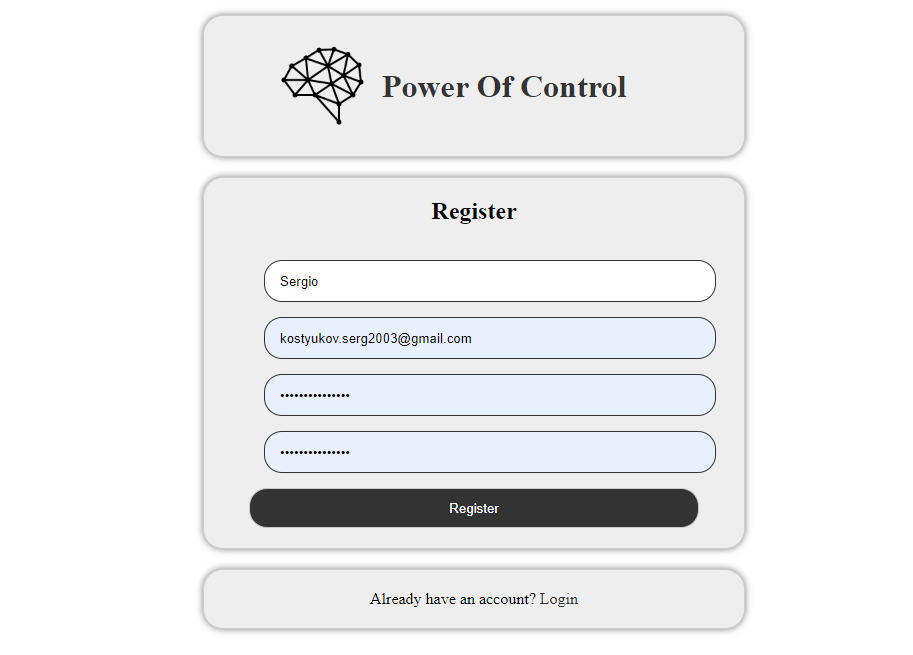 Power Of Control
Register
Sergio
kostyukov.serg2003@gmail.com
•••••••••••••••
•••••••••••••••
Register
Already have an account? Login